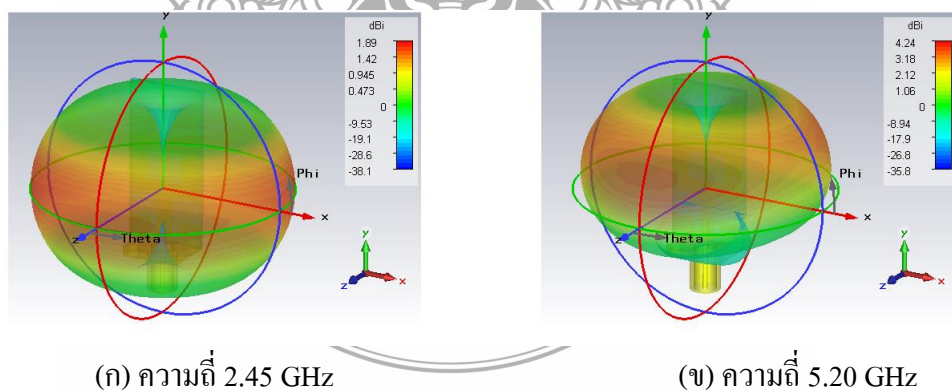 y
dBi
1.89
1.42
0.945
0.473
0
-9.53
-19.1
-28.6
-38.1
Phi
x
z
Theta
y
z
x
(ก) ความถี่ 2.45 GHz
y
dBi
4.24
3.18
2.12
1.06
0
-8.94
-17.9
-26.8
-35.8
Phi
x
z
Theta
y
z
x
(ข) ความถี่ 5.20 GHz